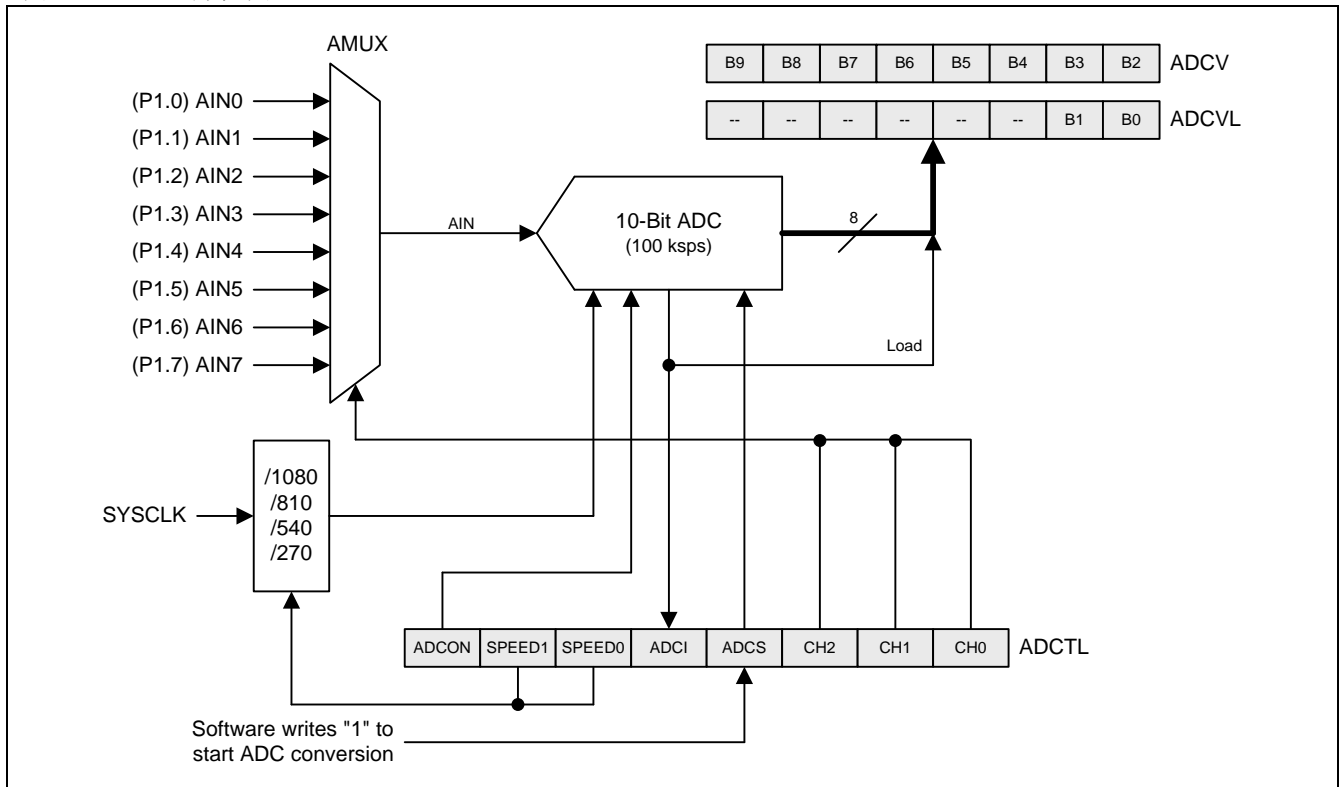 AMUX
B9 B8 B7 B6 B5 B4 B3 B2 ADCV
-- -- -- -- -- -- B1 B0 ADCVL
(P1.0) AIN0
(P1.1) AIN1
(P1.2) AIN2
(P1.3) AIN3
(P1.4) AIN4
(P1.5) AIN5
(P1.6) AIN6
(P1.7) AIN7
AIN
10-Bit ADC
(100 ksps)
8
Load
SYSCLK
/1080
/810
/540
/270
ADCON SPEED1 SPEED0 ADCI ADCS CH2 CH1 CH0 ADCTL
Software writes "1" to
start ADC conversion